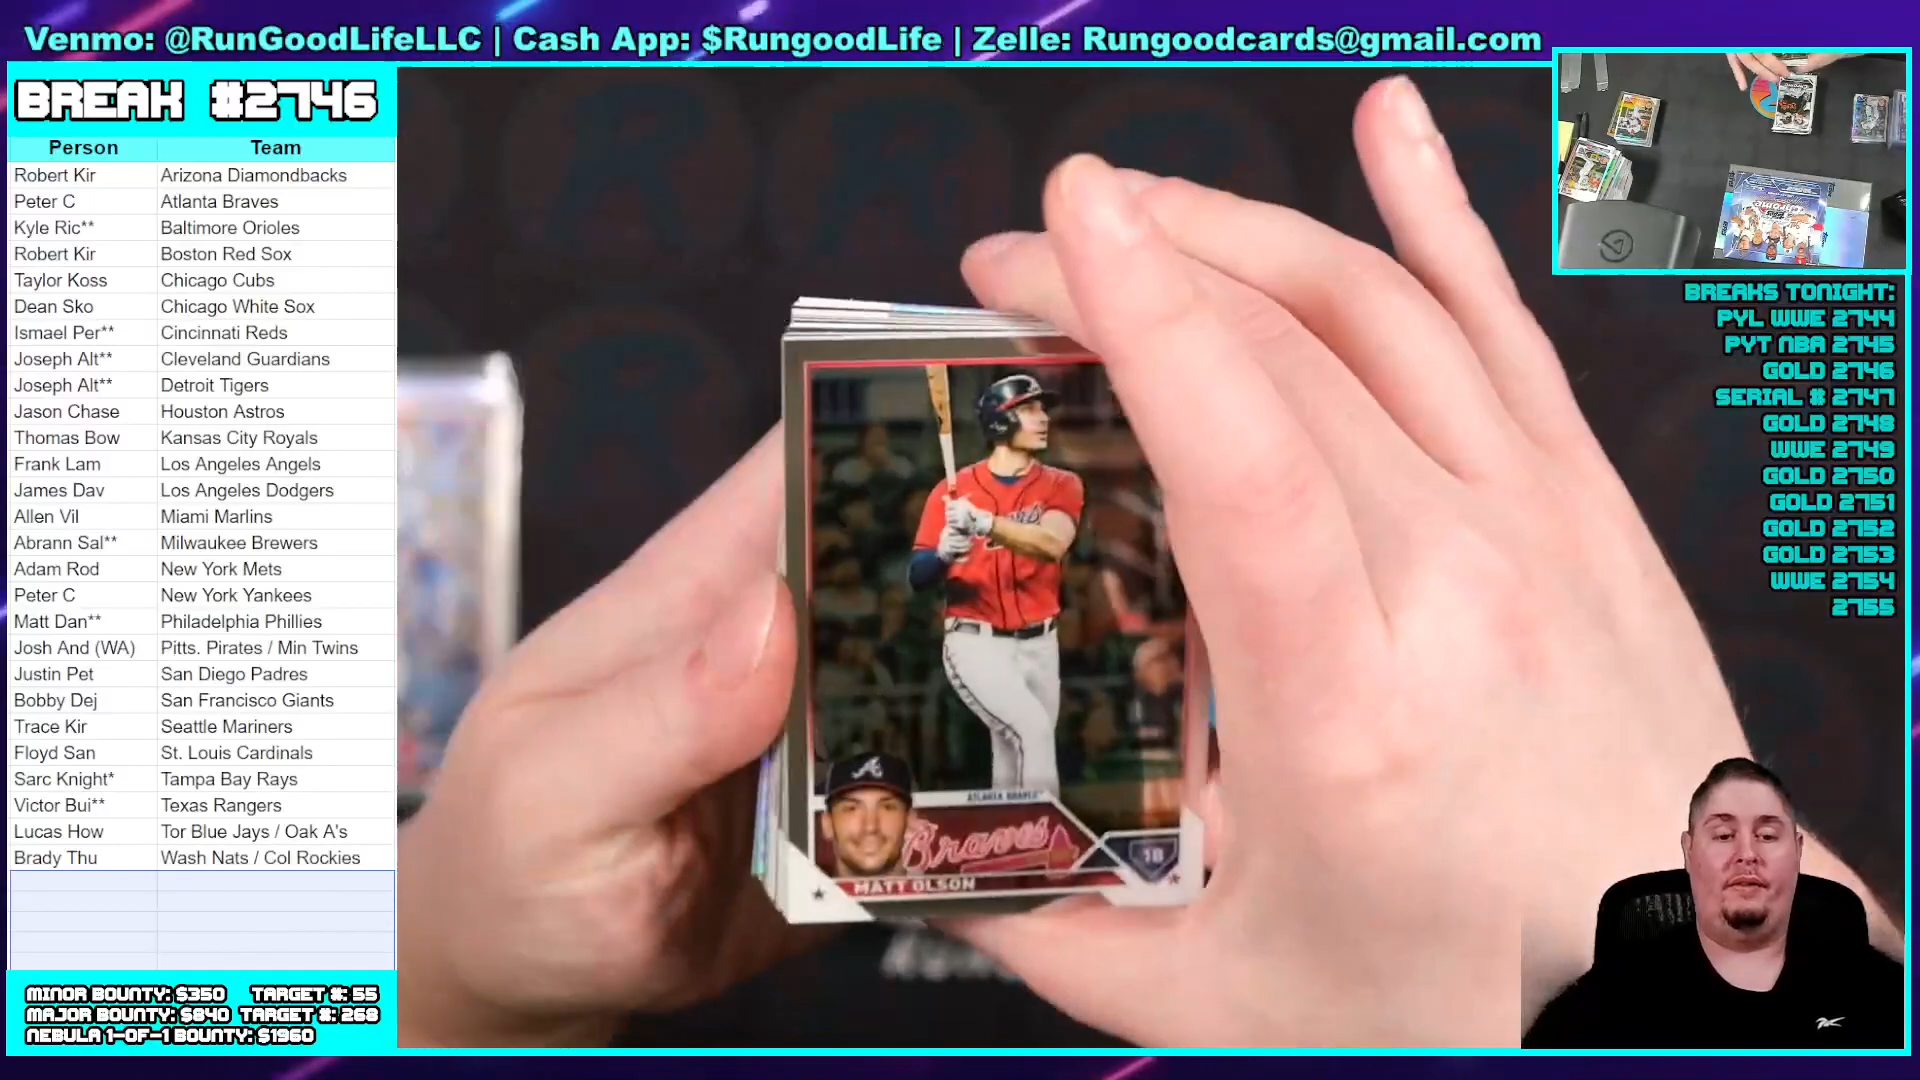 Venmo: @RunGoodLifeLLC | Cash App: $RungoodLife | Zelle: Rungoodcards@gmail.com
BREAK #2746
Person Team
Robert Kir Arizona Diamondbacks
Peter C Atlanta Braves
Kyle Ric** Baltimore Orioles
Robert Kir Boston Red Sox
Taylor Koss Chicago Cubs
Dean Sko Chicago White Sox
Ismael Per** Cincinnati Reds
Joseph Alt** Cleveland Guardians
Joseph Alt** Detroit Tigers
Jason Chase Houston Astros
Thomas Bow Kansas City Royals
Frank Lam Los Angeles Angels
James Dav Los Angeles Dodgers
Allen Vil Miami Marlins
Abrann Sal** Milwaukee Brewers
Adam Rod New York Mets
Peter C New York Yankees
Matt Dan** Philadelphia Phillies
Josh And (WA) Pitts. Pirates / Min Twins
Justin Pet San Diego Padres
Bobby Dej San Francisco Giants
Trace Kir Seattle Mariners
Floyd San St. Louis Cardinals
Sarc Knight* Tampa Bay Rays
Victor Bui** Texas Rangers
Lucas How Tor Blue Jays / Oak A's
Brady Thu Wash Nats / Col Rockies
MINOR BOUNTY: $350 TARGET #: 55
MAJOR BOUNTY: $840 TARGET #: 268
NEBULA 1-OF-1 BOUNTY: $1960
ATLANTA BRAVES
Braves
1B
MATT OLSON
BREAKS TONIGHT:
PYL WWE 2744
PYT NBA 2745
GOLD 2746
SERIAL # 2747
GOLD 2748
WWE 2749
GOLD 2750
GOLD 2751
GOLD 2752
GOLD 2753
WWE 2754
2755